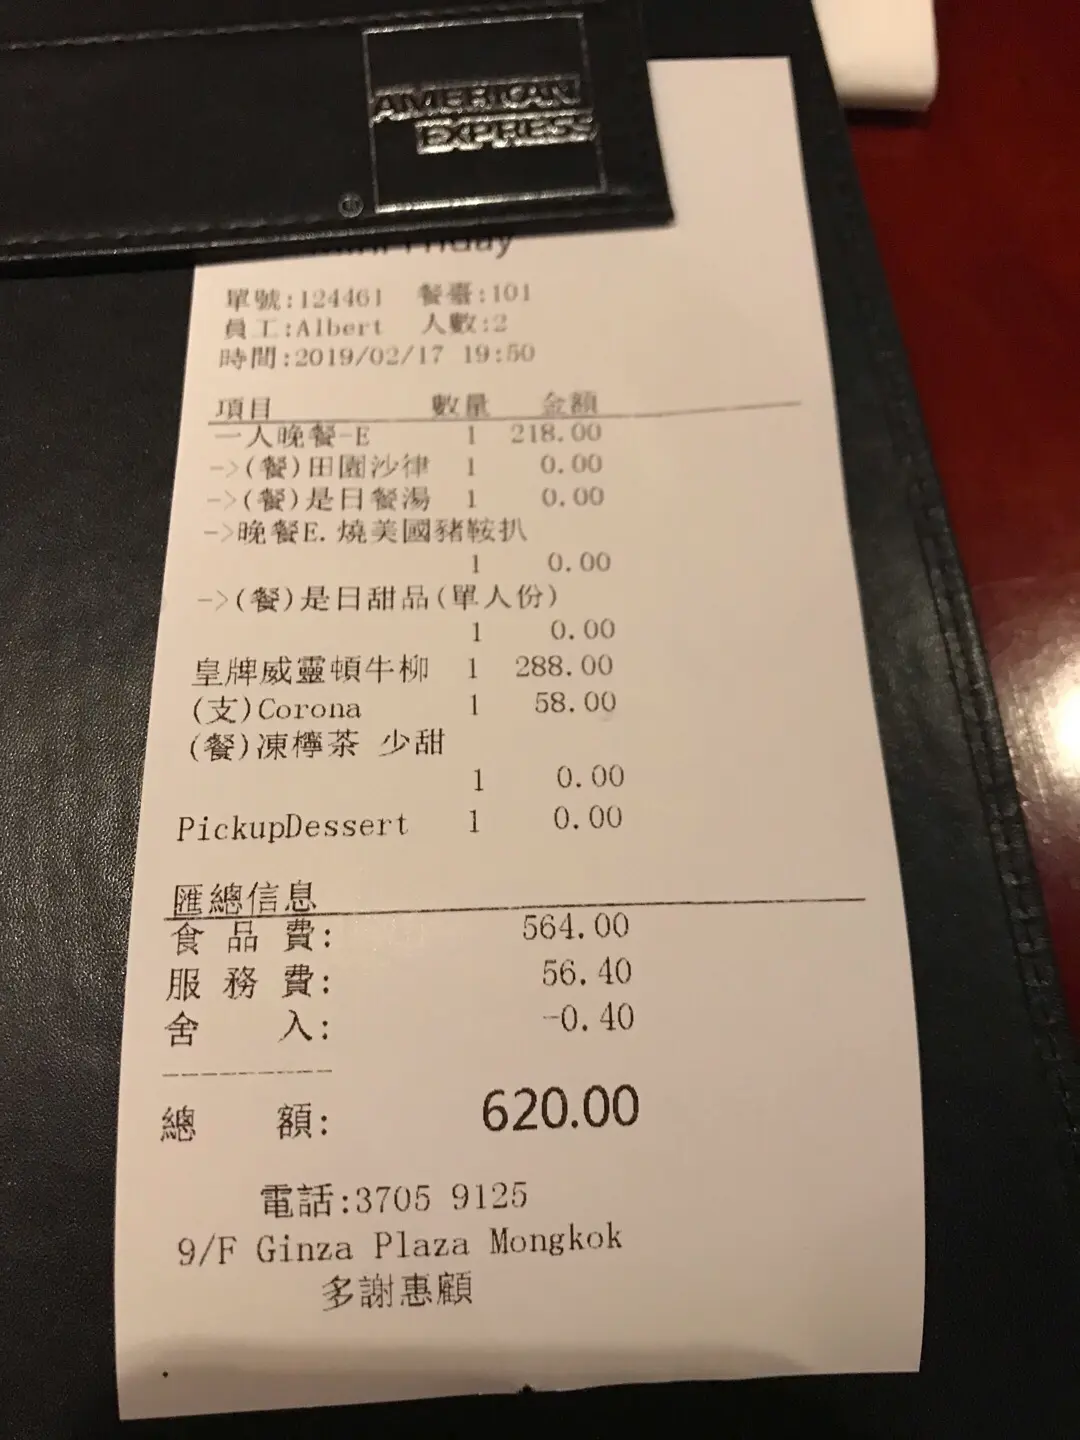 AMERICAN
EXPRESS
單號:124461 餐臺:101
員工:Albert 人數:2
時間:2019/02/17 19:50
項目 數量 金額
一人晚餐-E 1 218.00
->(餐)田園沙律 1 0.00
->(餐)是日餐湯 1 0.00
->晚餐E.燒美國豬鞍扒
1 0.00
->(餐)是日甜品(單人份)
1 0.00
皇牌威靈頓牛柳 1 288.00
(支)Corona 1 58.00
(餐)凍檸茶 少甜
1 0.00
PickupDessert 1 0.00
匯總信息
食品費: 564.00
服務費: 56.40
舍入: -0.40
----------
總額: 620.00
電話:3705 9125
9/F Ginza Plaza Mongkok
多謝惠顧